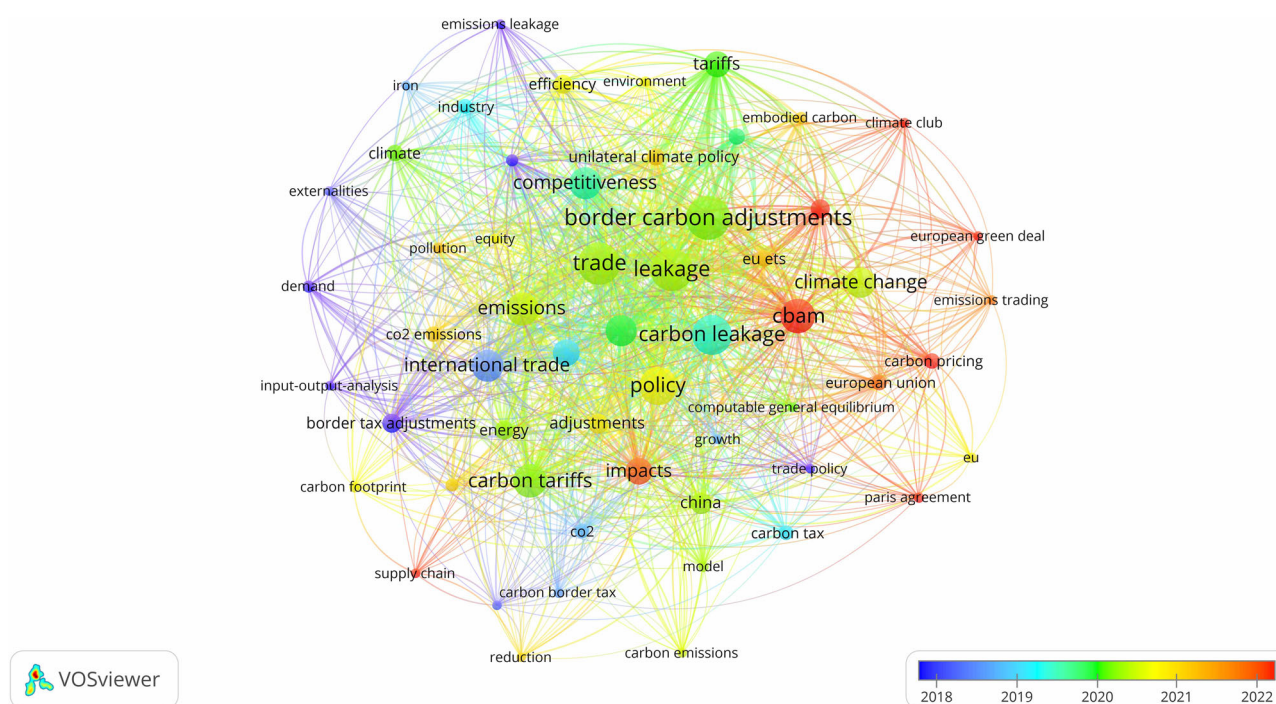 emissions leakage
tariffs
iron
efficiency
environment
industry
embodied carbon
climate club
climate
unilateral climate policy
competitiveness
externalities
border carbon adjustments
european green deal
pollution
equity
trade
leakage
eu ets
climate change
demand
emissions trading
emissions
cbam
co2 emissions
carbon leakage
international trade
carbon pricing
input-output-analysis
policy
european union
computable general equilibrium
border tax adjustments
energy
adjustments
growth
eu
carbon footprint
carbon tariffs
impacts
trade policy
paris agreement
china
co2
carbon tax
supply chain
model
carbon border tax
reduction
carbon emissions
VOSviewer
2018
2019
2020
2021
2022